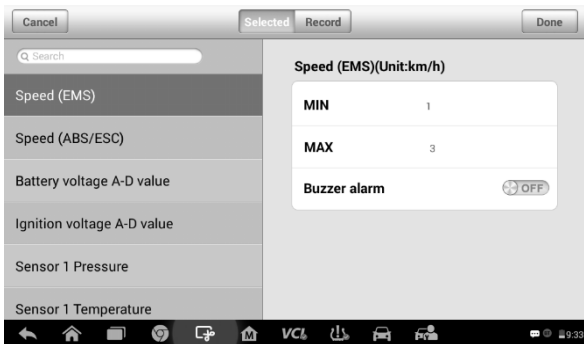 Cancel
Selected Record
Done
Search
Speed (EMS)
Speed (ABS/ESC)
Battery voltage A-D value
Ignition voltage A-D value
Sensor 1 Pressure
Sensor 1 Temperature
Speed (EMS)(Unit:km/h)
MIN 1
MAX 3
Buzzer alarm OFF
M VCI 9:33